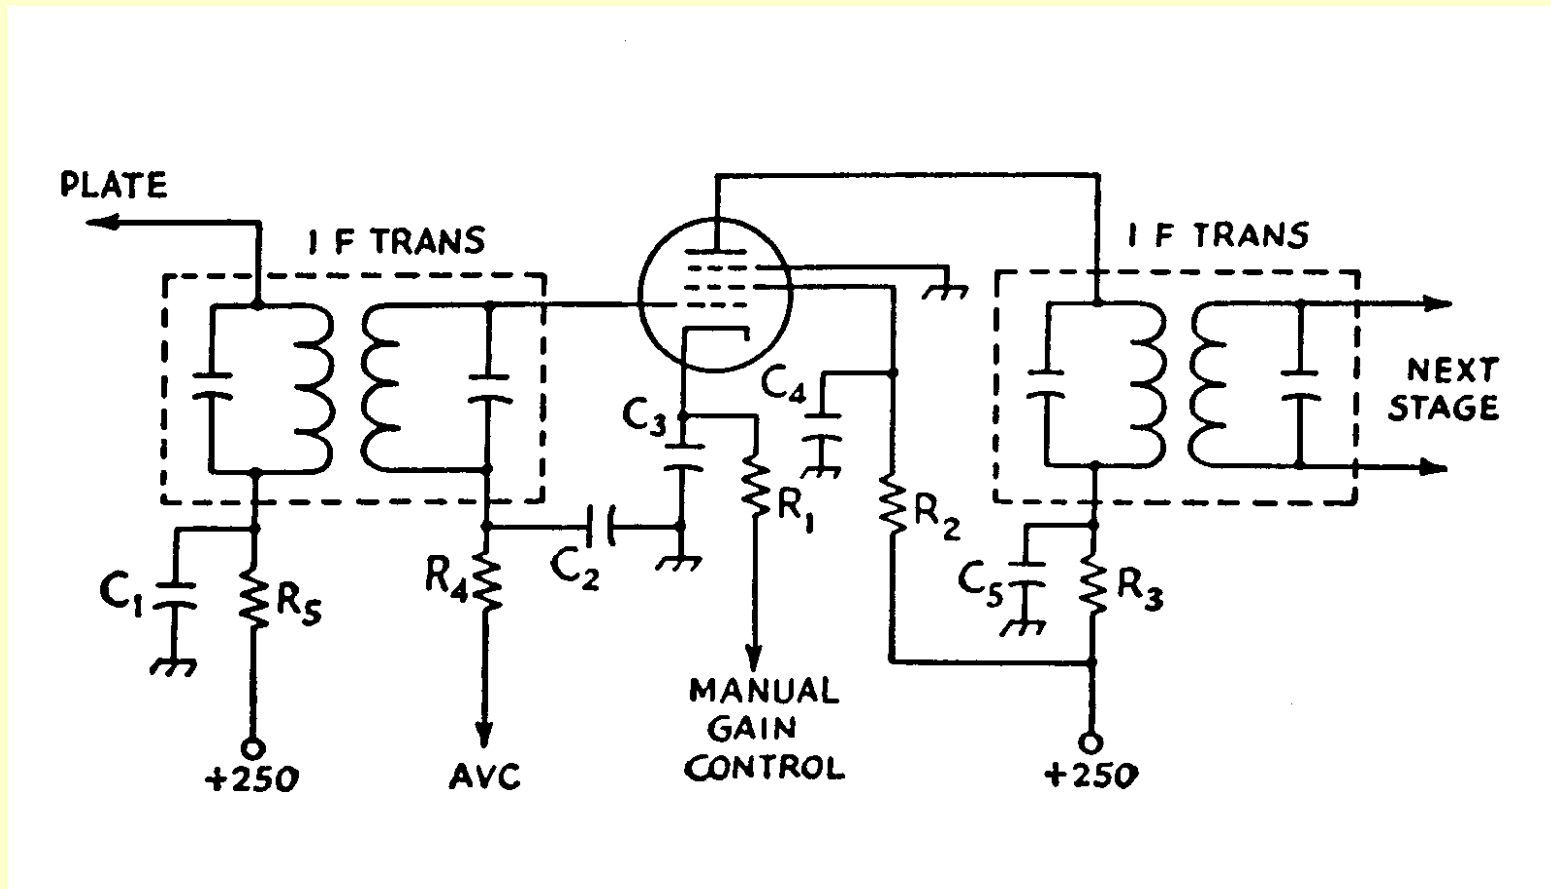 PLATE
I F TRANS
I F TRANS
NEXT
STAGE
C4
C3
R1
R2
C2
R4
C5
R3
C1
R5
MANUAL
GAIN
CONTROL
+250
AVC
+250